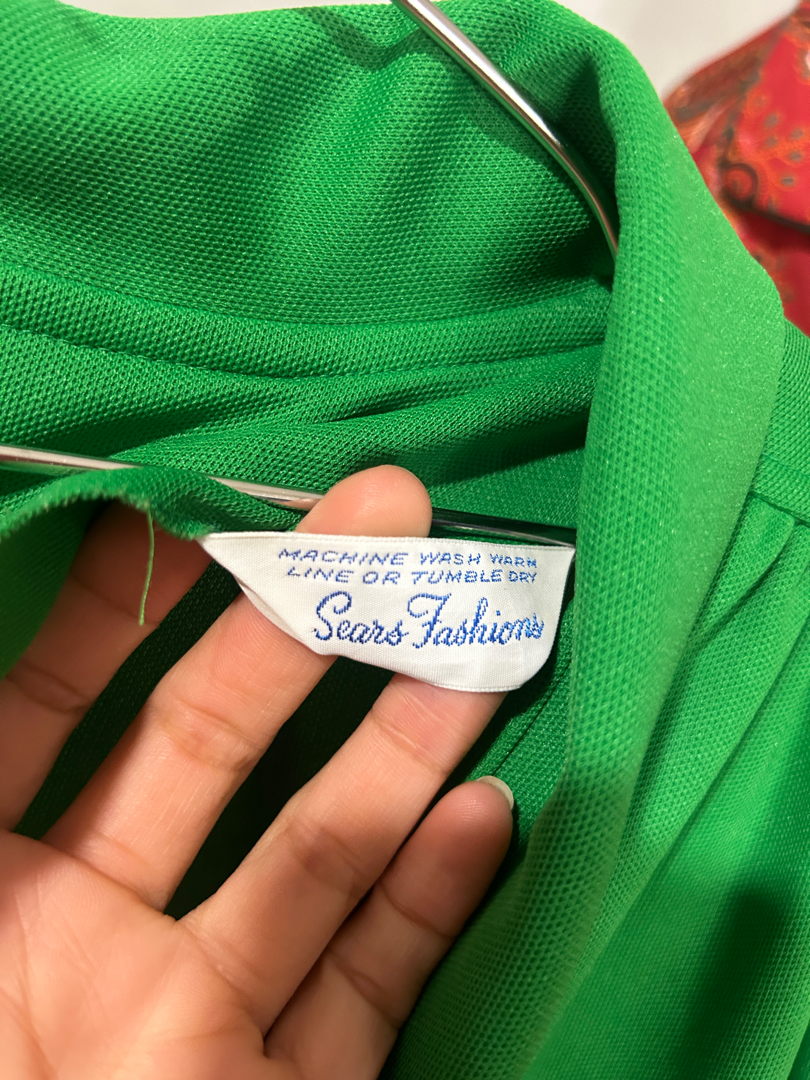 MACHINE WASH WARM
LINE OR TUMBLE DRY
Sears Fashions